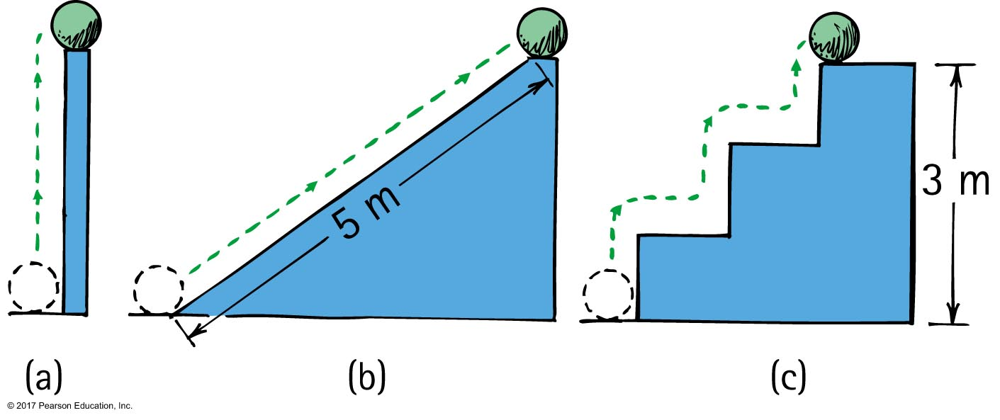 5 m
3 m
(a)
(b)
(c)
© 2017 Pearson Education, Inc.